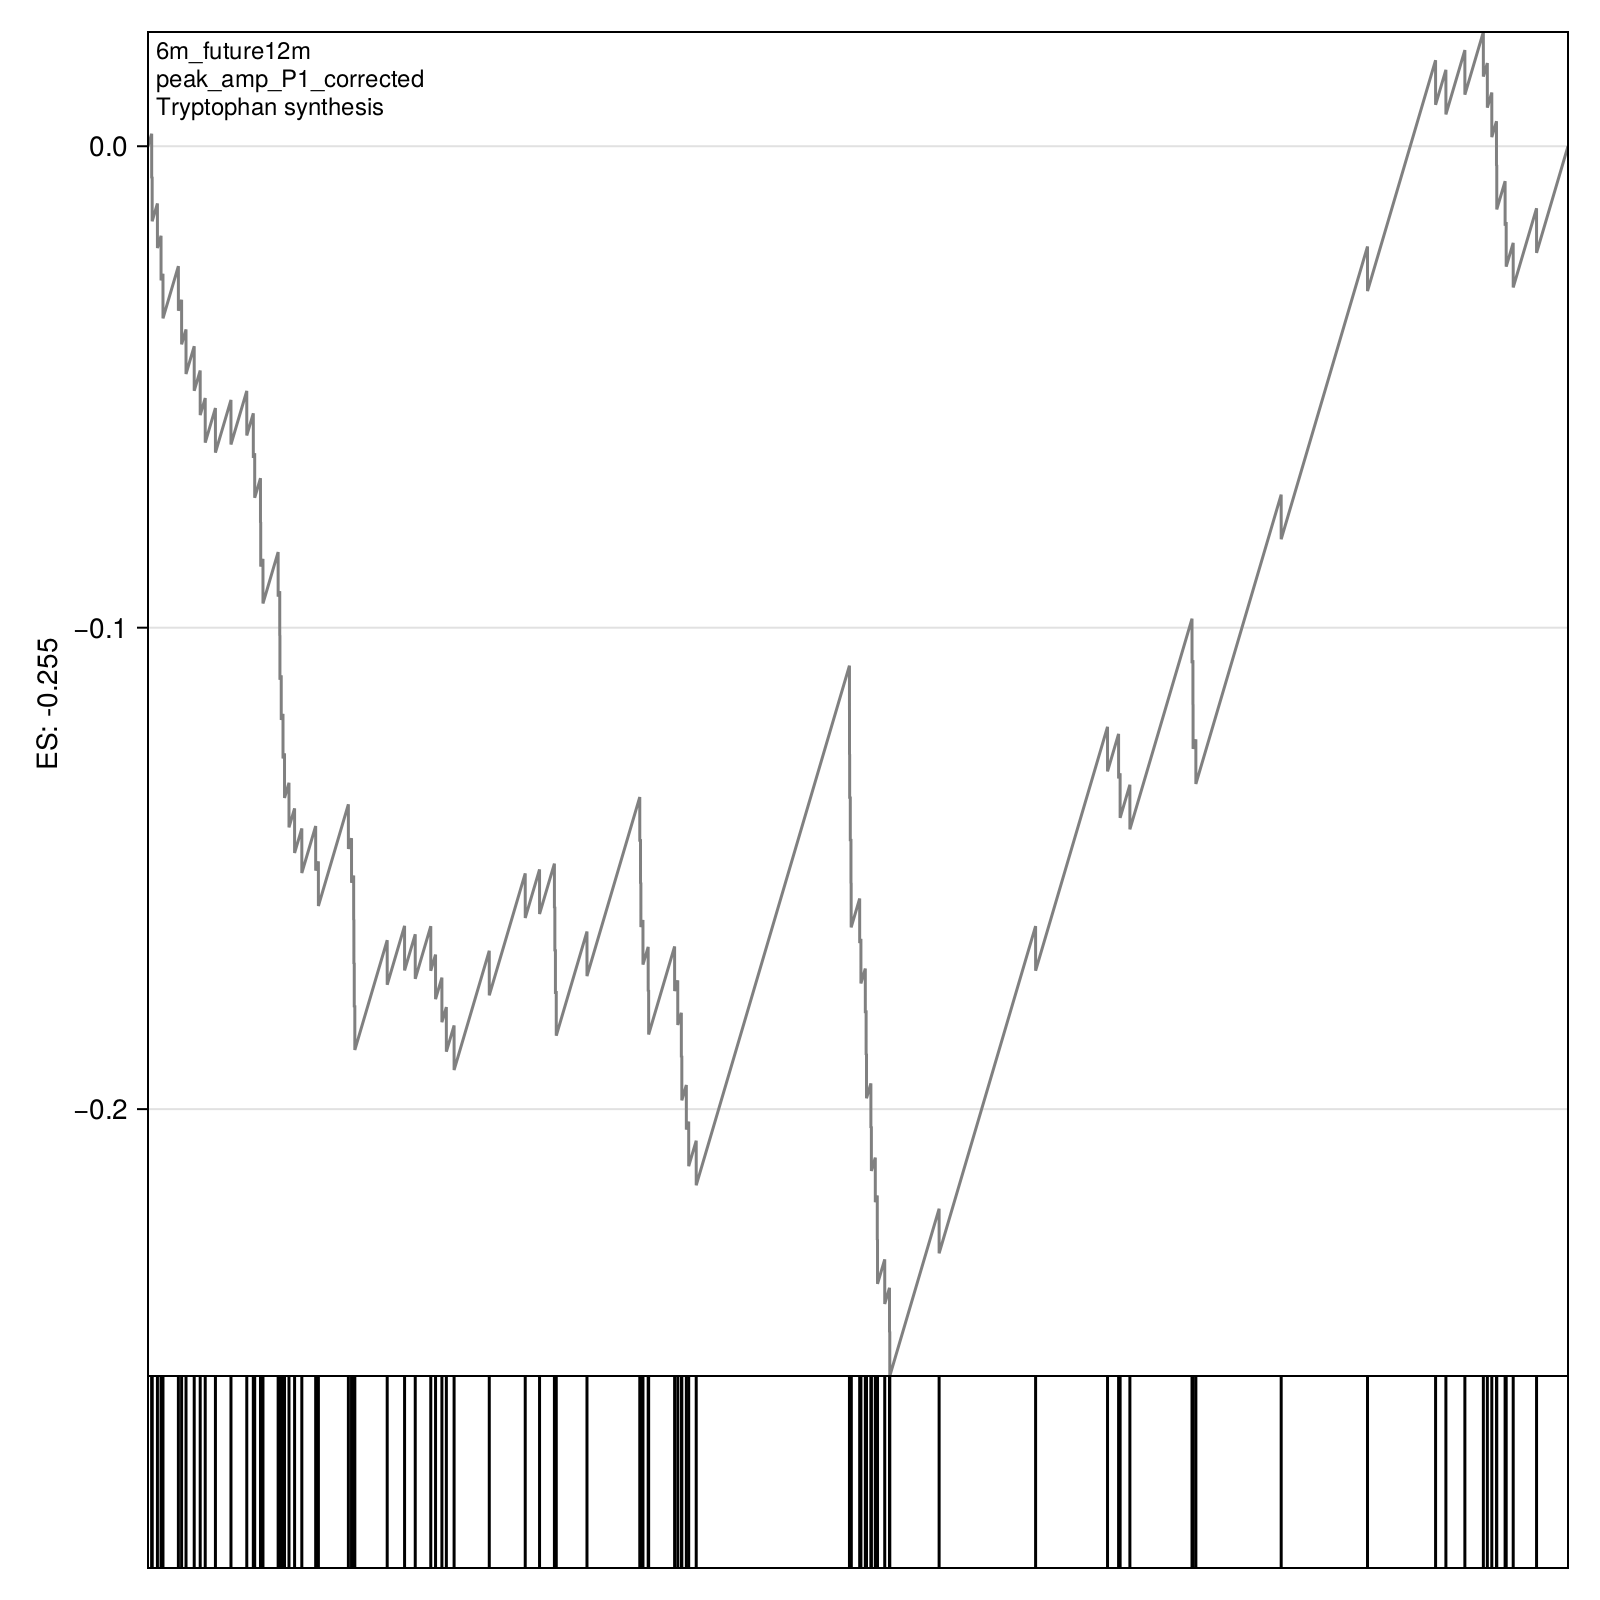 6m_future12m
peak_amp_P1_corrected
Tryptophan synthesis
0.0
−0.1
−0.2
ES: -0.255